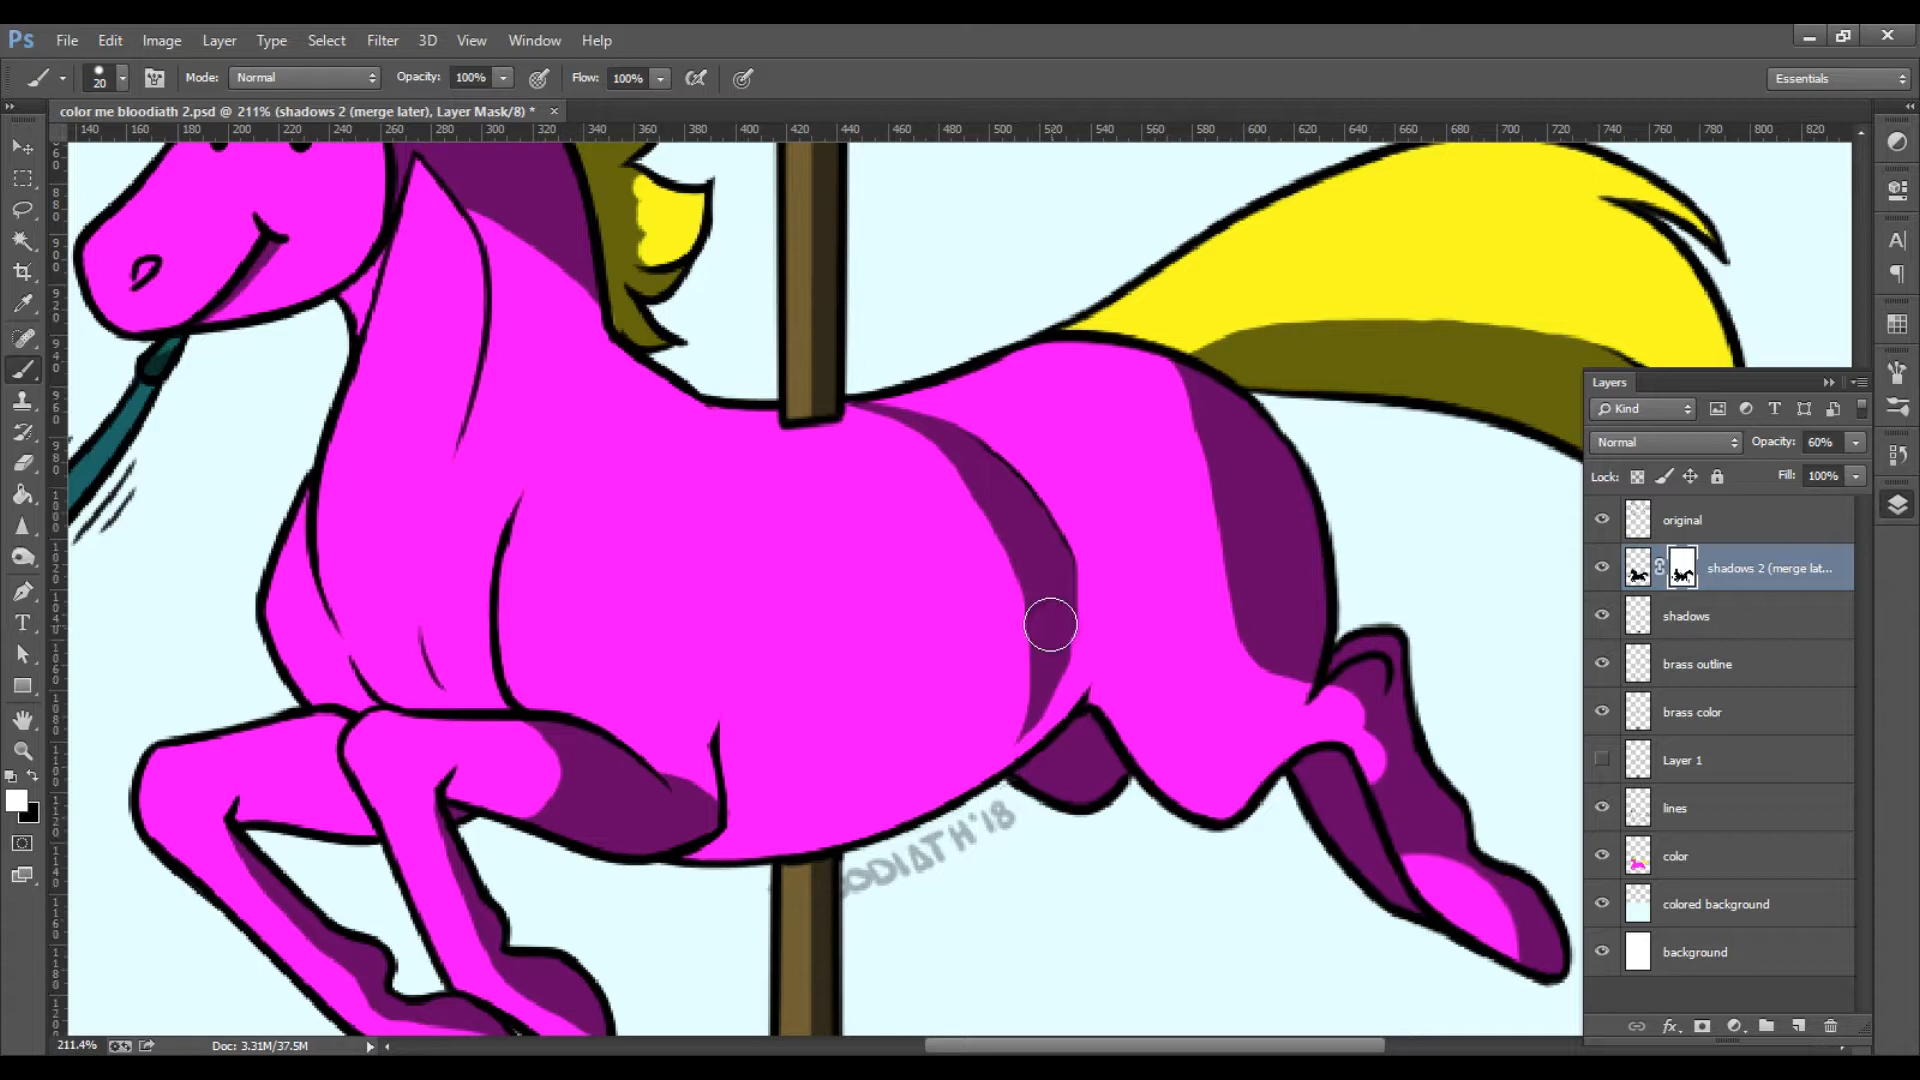 Ps File Edit Image Layer Type Select Filter 3D View Window Help
20 Mode: Normal Opacity: 100% Flow: 100% Essentials
color me bloodiath 2.psd @ 211% (shadows 2 (merge later), Layer Mask/8) * ×
140 160 180 200 220 240 260 280 300 320 340 360 380 400 420 440 460 480 500 520 540 560 580 600 620 640 660 680 700 720 740 760 780 800 820
Layers
Kind
Normal Opacity: 60%
Lock: Fill: 100%
original
shadows 2 (merge lat...
shadows
brass outline
brass color
Layer 1
lines
color
colored background
background
ODIATH '18
211.4% Doc: 3.31M/37.5M